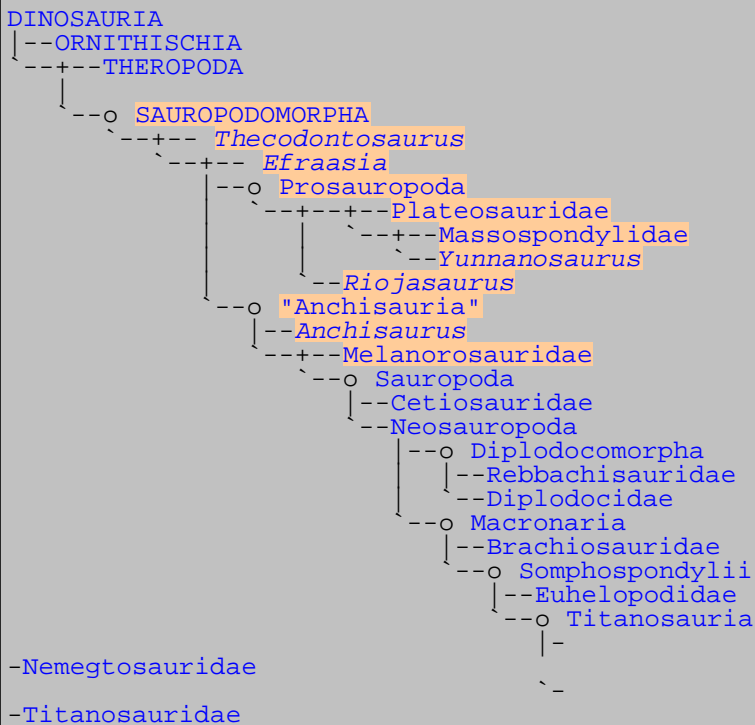 DINOSAURIA
|--ORNITHISCHIA
`--+--THEROPODA
|
`--o SAUROPODOMORPHA
`--+-- Thecodontosaurus
`--+-- Efraasia
|--o Prosauropoda
| `--+--+--Plateosauridae
| | `--+--Massospondylidae
| | `--Yunnanosaurus
| `--Riojasaurus
`--o "Anchisauria"
|--Anchisaurus
`--+--Melanorosauridae
`--o Sauropoda
|--Cetiosauridae
`--Neosauropoda
|--o Diplodocomorpha
| |--Rebbachisauridae
| `--Diplodocidae
`--o Macronaria
|--Brachiosauridae
`--o Somphospondylii
|--Euhelopodidae
`--o Titanosauria
|-
-Nemegtosauridae
`-
-Titanosauridae